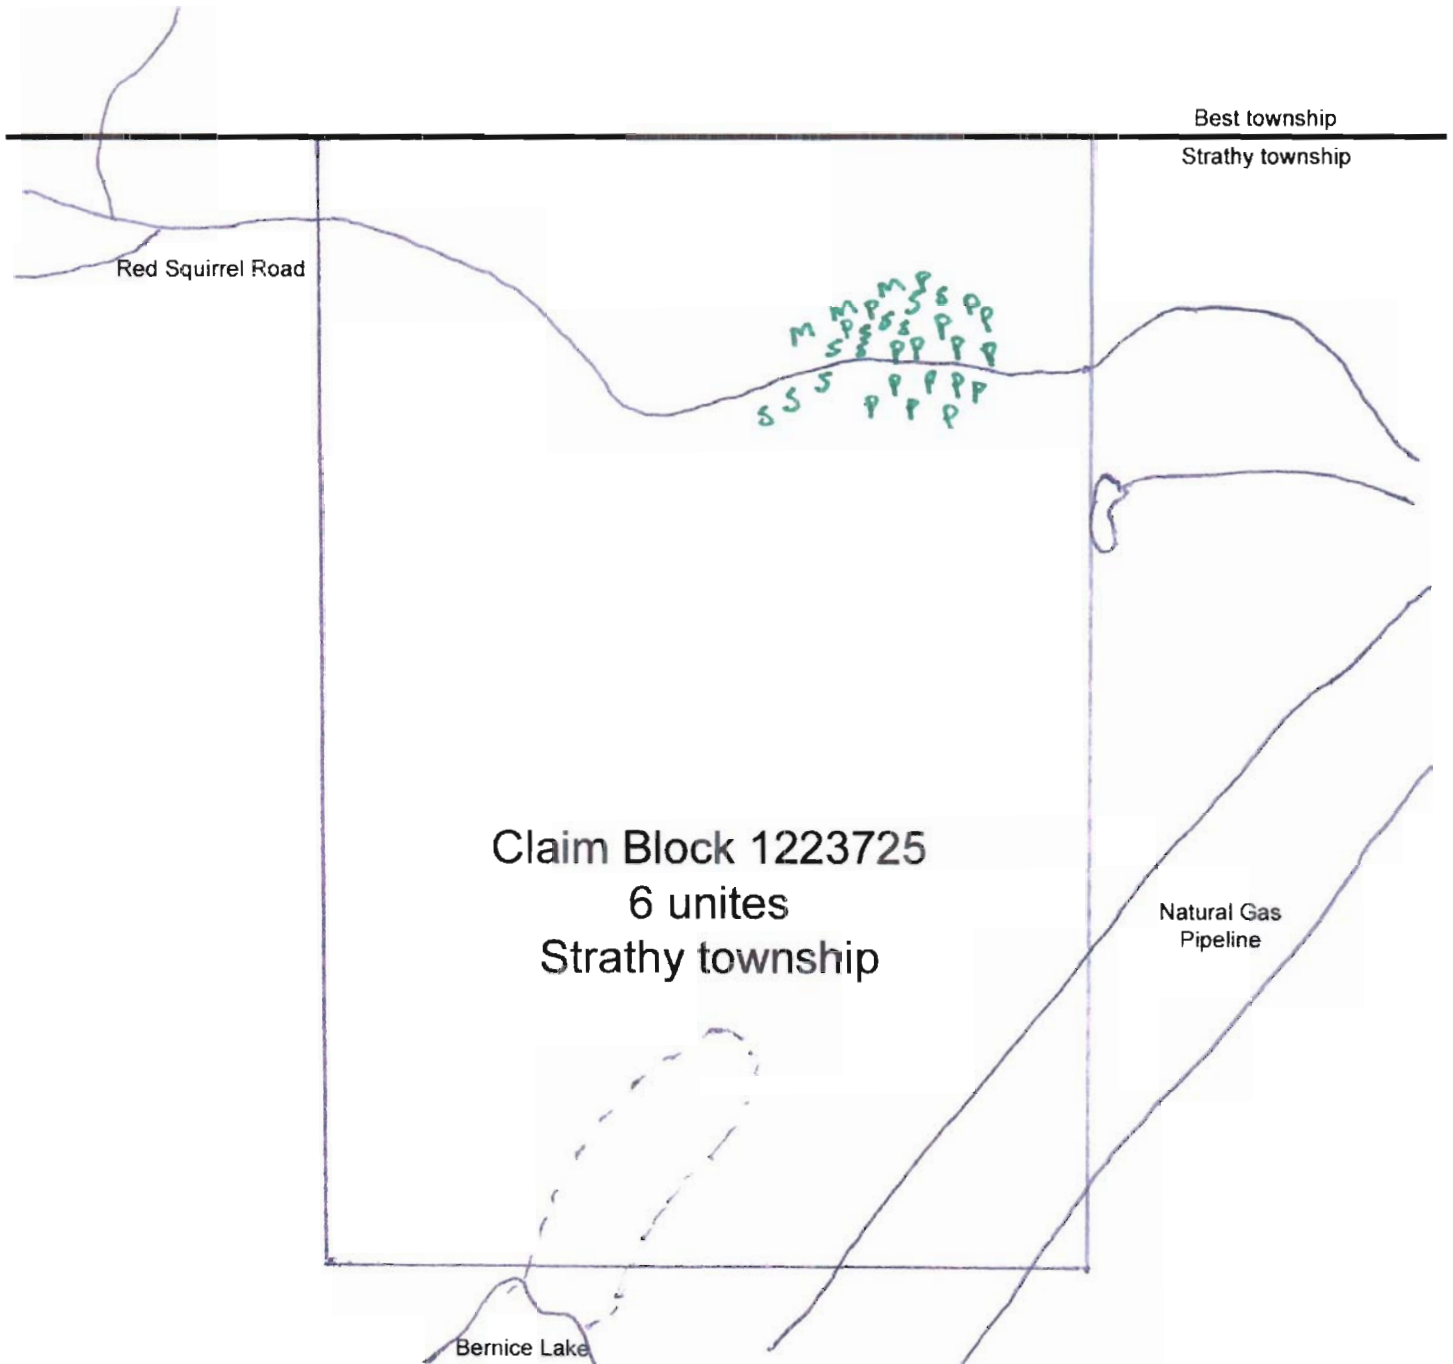 Best township
Strathy township
Red Squirrel Road
M P
M P S S P P
M P S S S P
S S P P P P
S P P P P
S S P P P
Claim Block 1223725
6 unites
Strathy township
Natural Gas
Pipeline
Bernice Lake